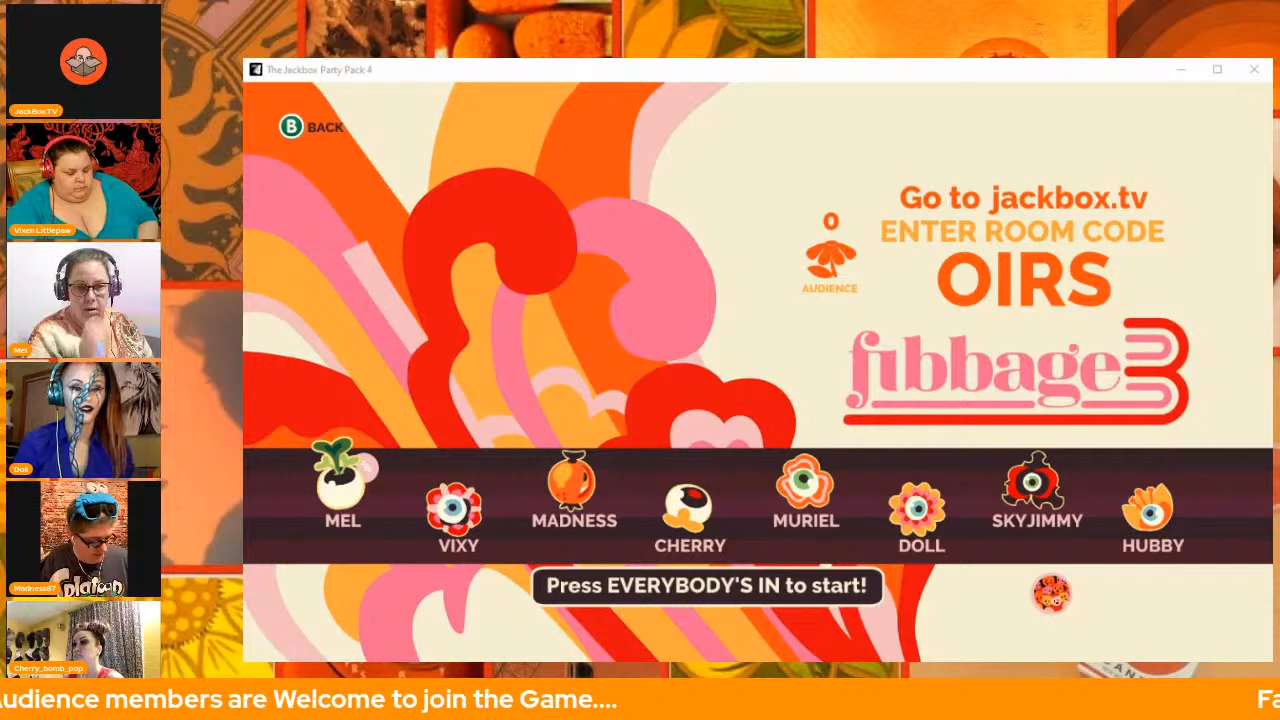 JackBox.TV
Vixen Littlepaw
Mel
Doll
Madness87
Splatoon
Cherry_bomb_pop
The Jackbox Party Pack 4
B BACK
Go to jackbox.tv
ENTER ROOM CODE
OIRS
0
AUDIENCE
fibbage 3
MEL
VIXY
MADNESS
CHERRY
MURIEL
DOLL
SKYJIMMY
HUBBY
Press EVERYBODY'S IN to start!
Audience members are Welcome to join the Game....
Fa